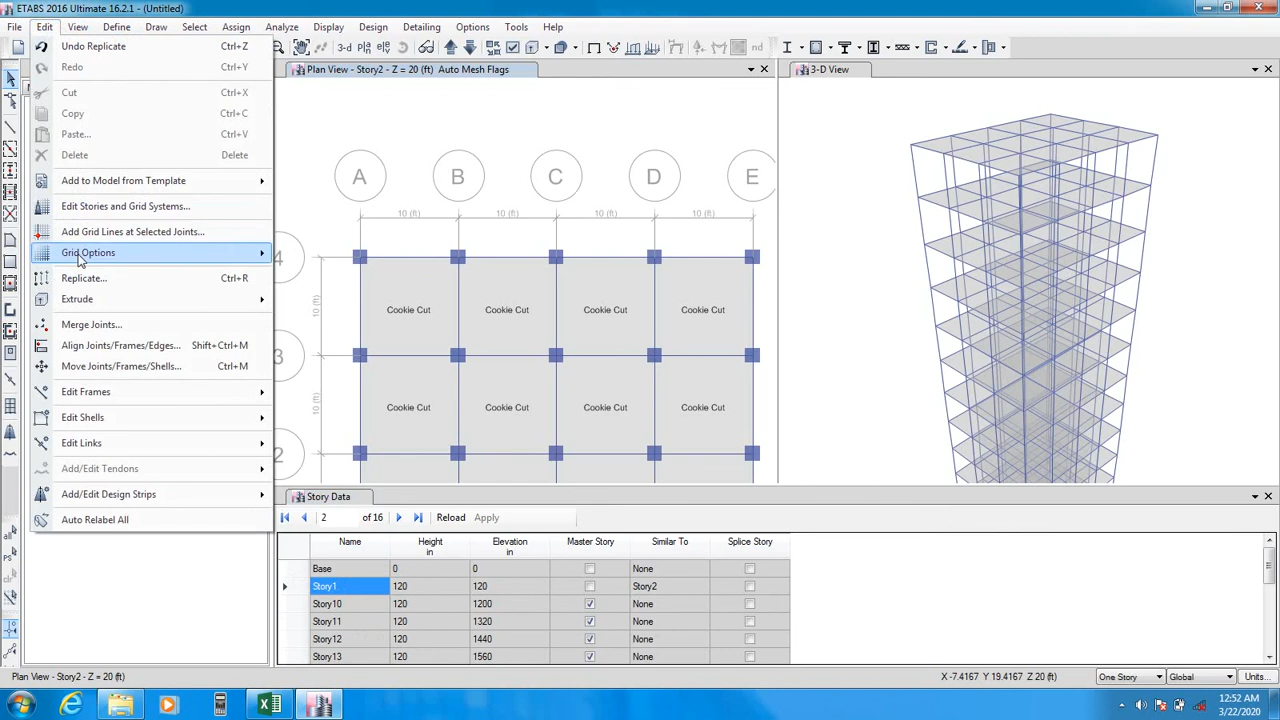 ETABS 2016 Ultimate 16.2.1 - (Untitled)
File Edit View Define Draw Select Assign Analyze Display Design Detailing Options Tools Help
Undo Replicate Ctrl+Z
Redo Ctrl+Y
Cut Ctrl+X
Copy Ctrl+C
Paste... Ctrl+V
Delete Delete
Add to Model from Template
Edit Stories and Grid Systems...
Add Grid Lines at Selected Joints...
Grid Options
Replicate... Ctrl+R
Extrude
Merge Joints...
Align Joints/Frames/Edges... Shift+Ctrl+M
Move Joints/Frames/Shells... Ctrl+M
Edit Frames
Edit Shells
Edit Links
Add/Edit Tendons
Add/Edit Design Strips
Auto Relabel All
3-d
nd
Plan View - Story2 - Z = 20 (ft) Auto Mesh Flags
3-D View
A B C D E
10 (ft) 10 (ft) 10 (ft) 10 (ft)
4
10 (ft)
Cookie Cut Cookie Cut Cookie Cut Cookie Cut
3
10 (ft)
Cookie Cut Cookie Cut Cookie Cut Cookie Cut
2
Story Data
2 of 16 Reload Apply
Name Height in Elevation in Master Story Similar To Splice Story
Base 0 0 None
Story1 120 120 Story2
Story10 120 1200 None
Story11 120 1320 None
Story12 120 1440 None
Story13 120 1560 None
Plan View - Story2 - Z = 20 (ft) X -7.4167 Y 19.4167 Z 20 (ft) One Story Global Units...
12:52 AM
3/22/2020